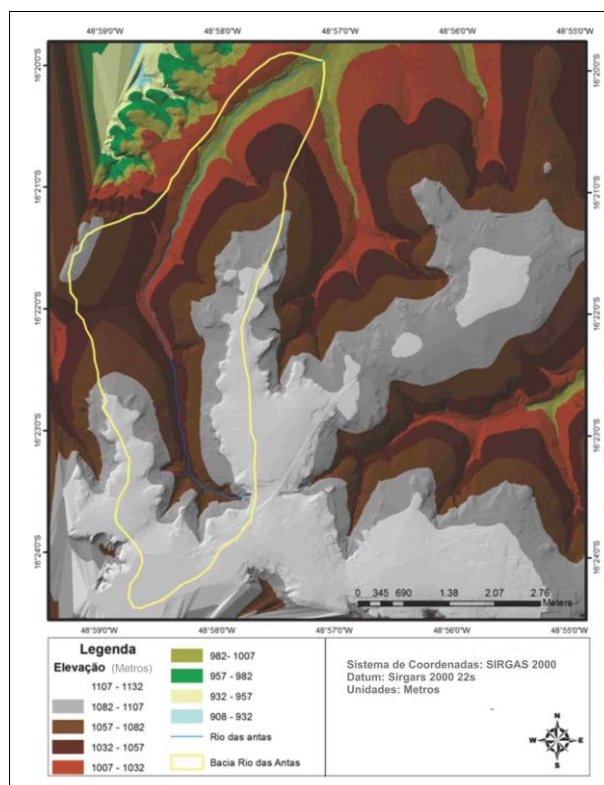 48°59'0"W 48°58'0"W 48°57'0"W 48°56'0"W 48°55'0"W
16°20'0"S 16°20'0"S
16°21'0"S 16°21'0"S
16°22'0"S 16°22'0"S
16°23'0"S 16°23'0"S
16°24'0"S 16°24'0"S
0 345 690 1.38 2.07 2.76
Meters
48°59'0"W 48°58'0"W 48°57'0"W 48°56'0"W 48°55'0"W
Legenda
Elevação (Metros)
1107 - 1132
1082 - 1107
1057 - 1082
1032 - 1057
1007 - 1032
982- 1007
957 - 982
932 - 957
908 - 932
Rio das antas
Bacia Rio das Antas
Sistema de Coordenadas: SIRGAS 2000
Datum: Sirgars 2000 22s
Unidades: Metros
N
W E
S